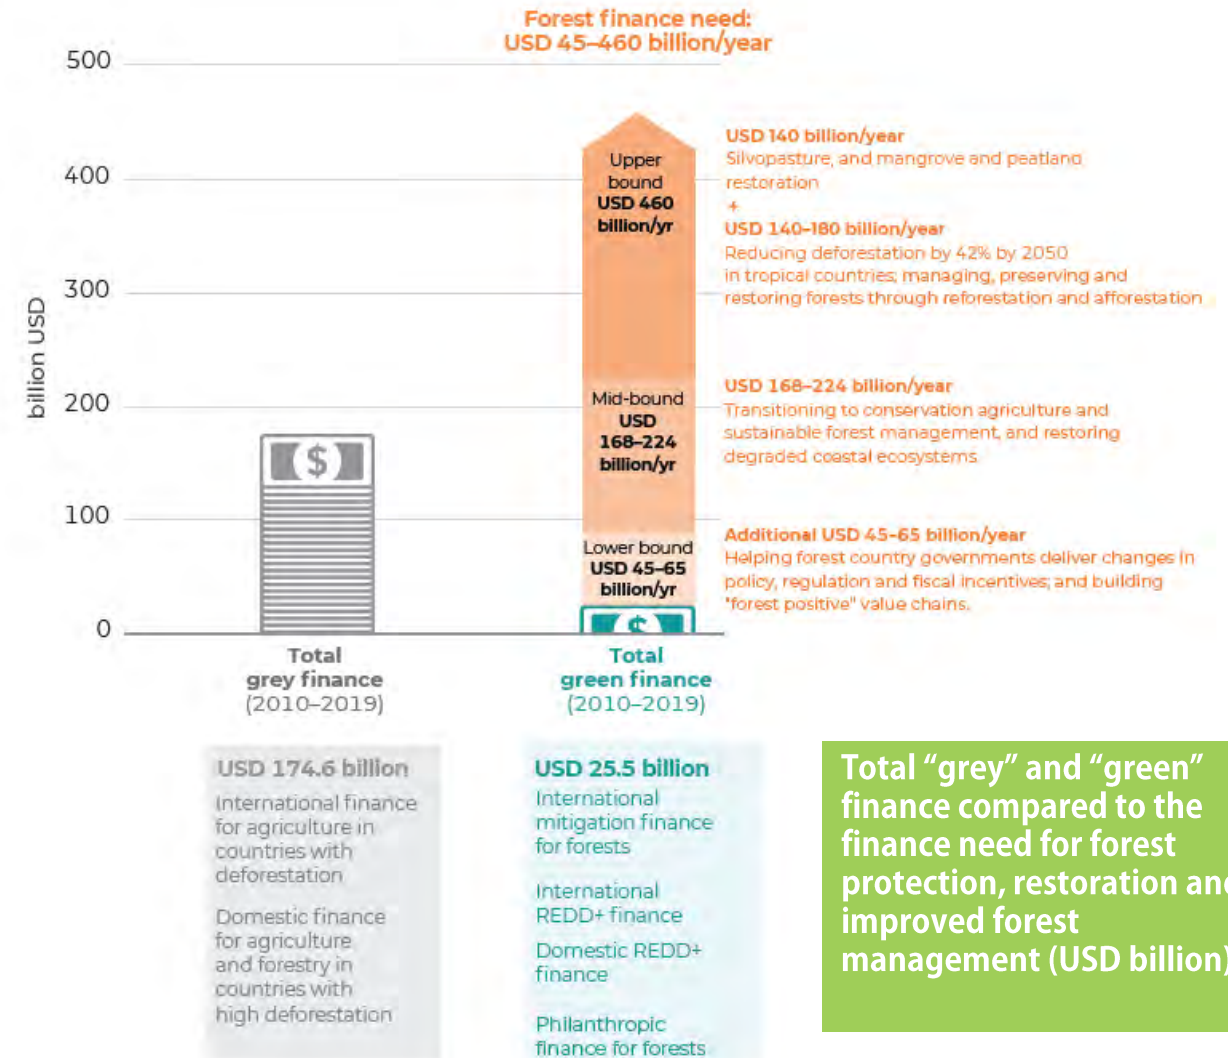 Forest finance need:
USD 45–460 billion/year
500
400
300
200
100
0
billion USD
Upper
bound
USD 460
billion/yr
Mid-bound
USD
168–224
billion/yr
Lower bound
USD 45–65
billion/yr
$
$
USD 140 billion/year
Silvopasture, and mangrove and peatland
restoration
+
USD 140–180 billion/year
Reducing deforestation by 42% by 2050
in tropical countries; managing, preserving and
restoring forests through reforestation and afforestation
USD 168–224 billion/year
Transitioning to conservation agriculture and
sustainable forest management, and restoring
degraded coastal ecosystems.
Additional USD 45–65 billion/year
Helping forest country governments deliver changes in
policy, regulation and fiscal incentives; and building
"forest positive" value chains.
Total
grey finance
(2010–2019)
Total
green finance
(2010–2019)
USD 174.6 billion
International finance
for agriculture in
countries with
deforestation
Domestic finance
for agriculture
and forestry in
countries with
high deforestation
USD 25.5 billion
International
mitigation finance
for forests
International
REDD+ finance
Domestic REDD+
finance
Philanthropic
finance for forests
Total “grey” and “green”
finance compared to the
finance need for forest
protection, restoration and
improved forest
management (USD billion)